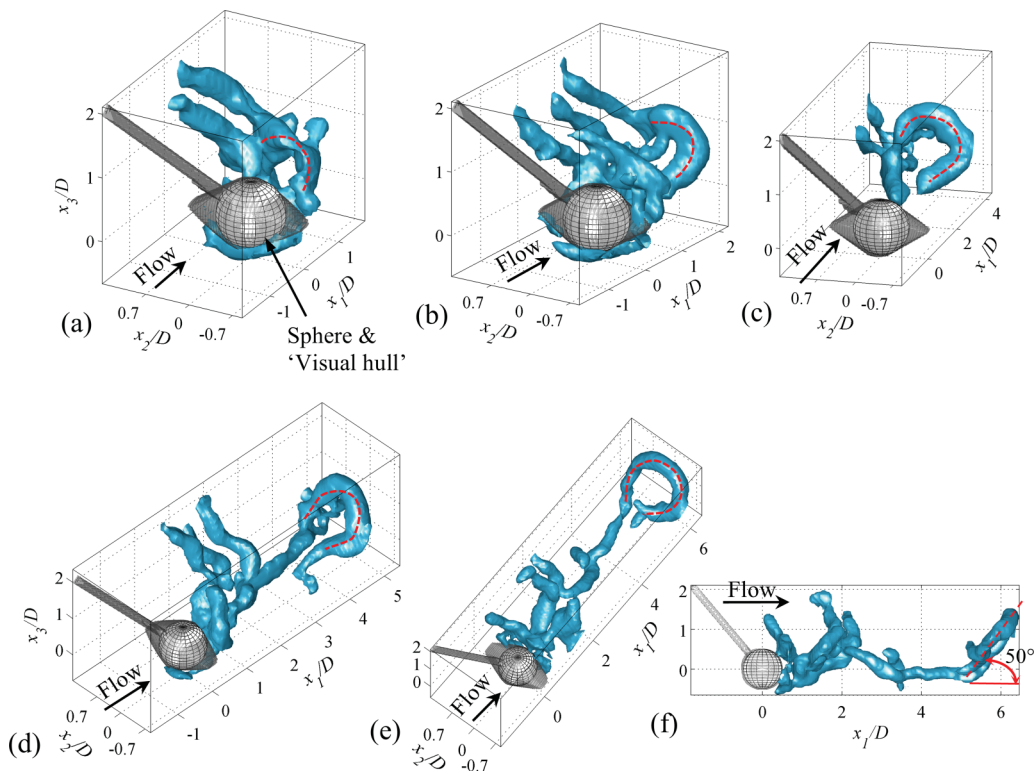 x₃/D
2
1
0
Flow
0.7
0
-0.7
x₂/D
-1
0
1
x₁/D
(a)
Sphere &
‘Visual hull’
2
1
0
Flow
0.7
0
-0.7
x₂/D
-1
0
1
2
x₁/D
(b)
2
1
0
Flow
0.7
0
-0.7
x₂/D
0
2
4
x₁/D
(c)
x₃/D
2
1
0
Flow
0.7
0
-0.7
x₂/D
-1
0
1
2
3
4
5
x₁/D
(d)
2
1
0
Flow
0.7
0
-0.7
x₂/D
0
2
4
6
x₁/D
(e)
Flow
2
1
0
50°
0
2
4
6
x₁/D
(f)